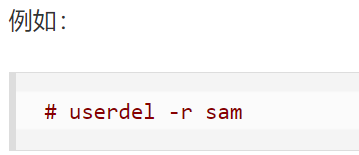 例如：
# userdel -r sam